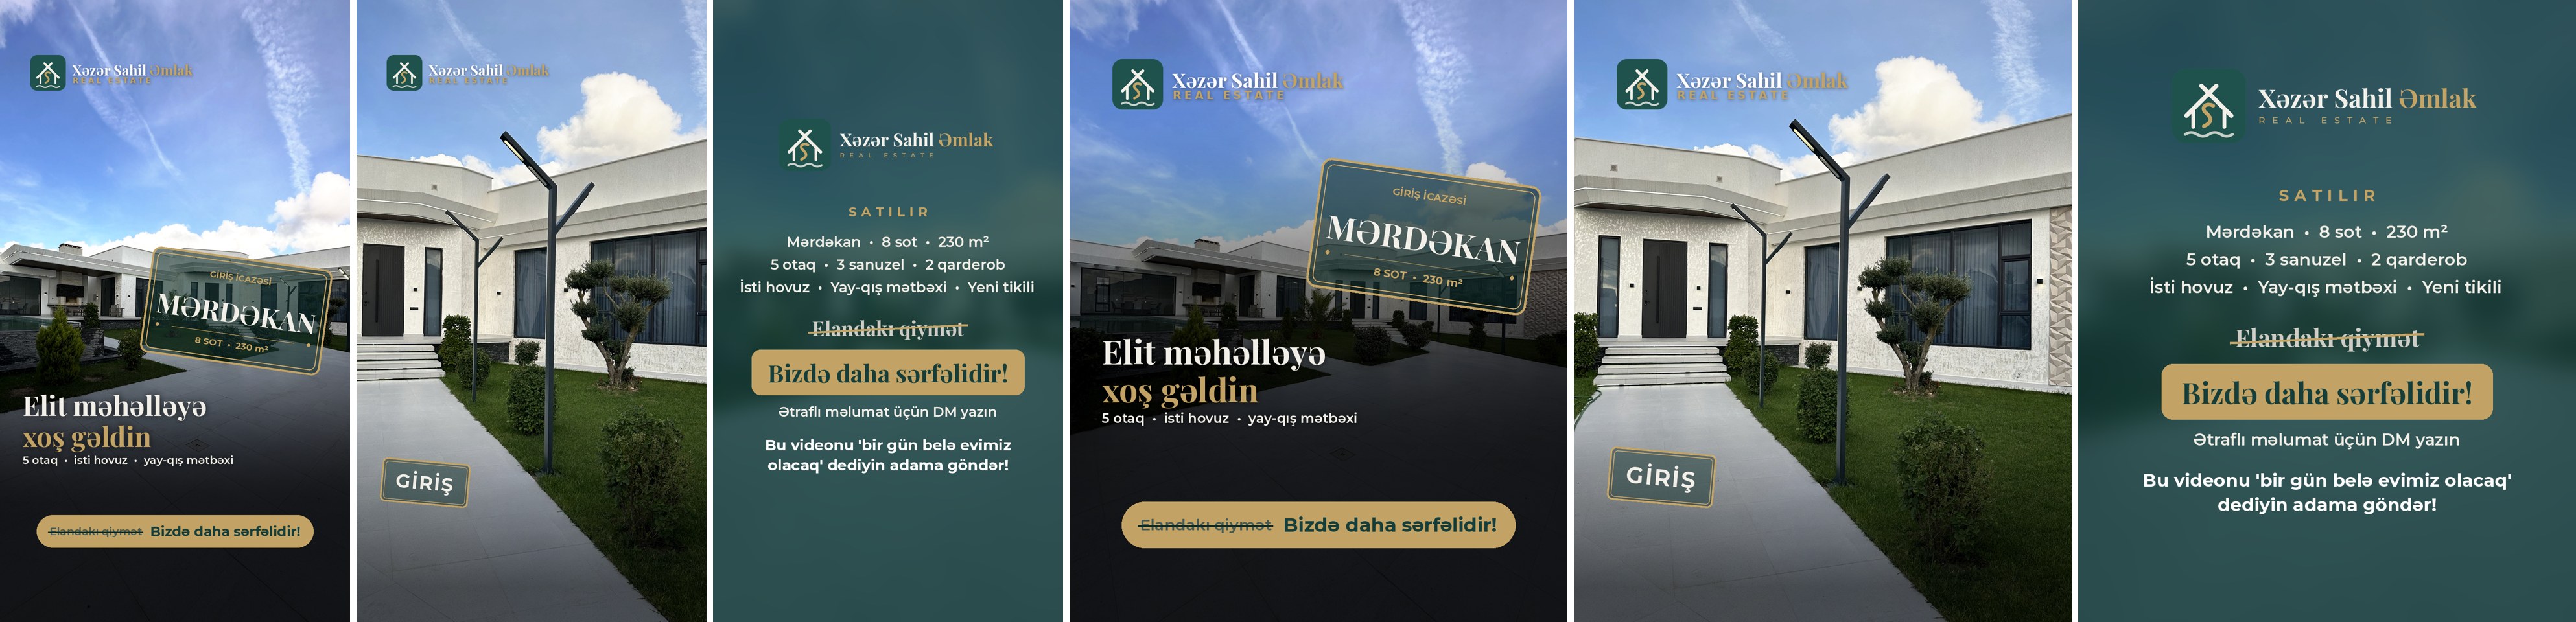 Xəzər Sahil Əmlak
REAL ESTATE
GİRİŞ İCAZƏSİ
MƏRDƏKAN
8 SOT • 230 m²
Elit məhəlləyə
xoş gəldin
5 otaq • isti hovuz • yay-qış mətbəxi
Elandakı qiymət Bizdə daha sərfəlidir!
Xəzər Sahil Əmlak
REAL ESTATE
GİRİŞ
Xəzər Sahil Əmlak
REAL ESTATE
SATILIR
Mərdəkan • 8 sot • 230 m²
5 otaq • 3 sanuzel • 2 qarderob
İsti hovuz • Yay-qış mətbəxi • Yeni tikili
Elandakı qiymət
Bizdə daha sərfəlidir!
Ətraflı məlumat üçün DM yazın
Bu videonu 'bir gün belə evimiz
olacaq' dediyin adama göndər!
Xəzər Sahil Əmlak
REAL ESTATE
GİRİŞ İCAZƏSİ
MƏRDƏKAN
8 SOT • 230 m²
Elit məhəlləyə
xoş gəldin
5 otaq • isti hovuz • yay-qış mətbəxi
Elandakı qiymət Bizdə daha sərfəlidir!
Xəzər Sahil Əmlak
REAL ESTATE
GİRİŞ
Xəzər Sahil Əmlak
REAL ESTATE
SATILIR
Mərdəkan • 8 sot • 230 m²
5 otaq • 3 sanuzel • 2 qarderob
İsti hovuz • Yay-qış mətbəxi • Yeni tikili
Elandakı qiymət
Bizdə daha sərfəlidir!
Ətraflı məlumat üçün DM yazın
Bu videonu 'bir gün belə evimiz olacaq'
dediyin adama göndər!